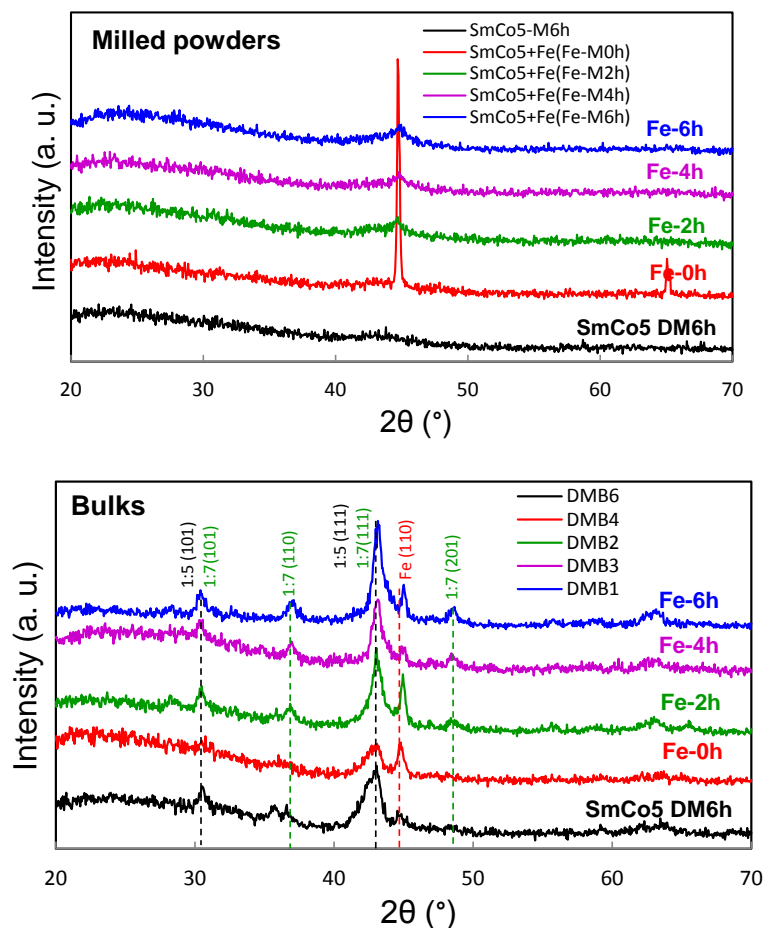 Milled powders
SmCo5-M6h
SmCo5+Fe(Fe-M0h)
SmCo5+Fe(Fe-M2h)
SmCo5+Fe(Fe-M4h)
SmCo5+Fe(Fe-M6h)
Fe-6h
Fe-4h
Fe-2h
Fe-0h
SmCo5 DM6h
Intensity (a. u.)
20 30 40 50 60 70
2θ (°)
Bulks
DMB6
DMB4
DMB2
DMB3
DMB1
1:5 (101)
1:7(101)
1:7 (110)
1:5 (111)
1:7(111)
Fe (110)
1:7 (201)
Fe-6h
Fe-4h
Fe-2h
Fe-0h
SmCo5 DM6h
Intensity (a. u.)
20 30 40 50 60 70
2θ (°)